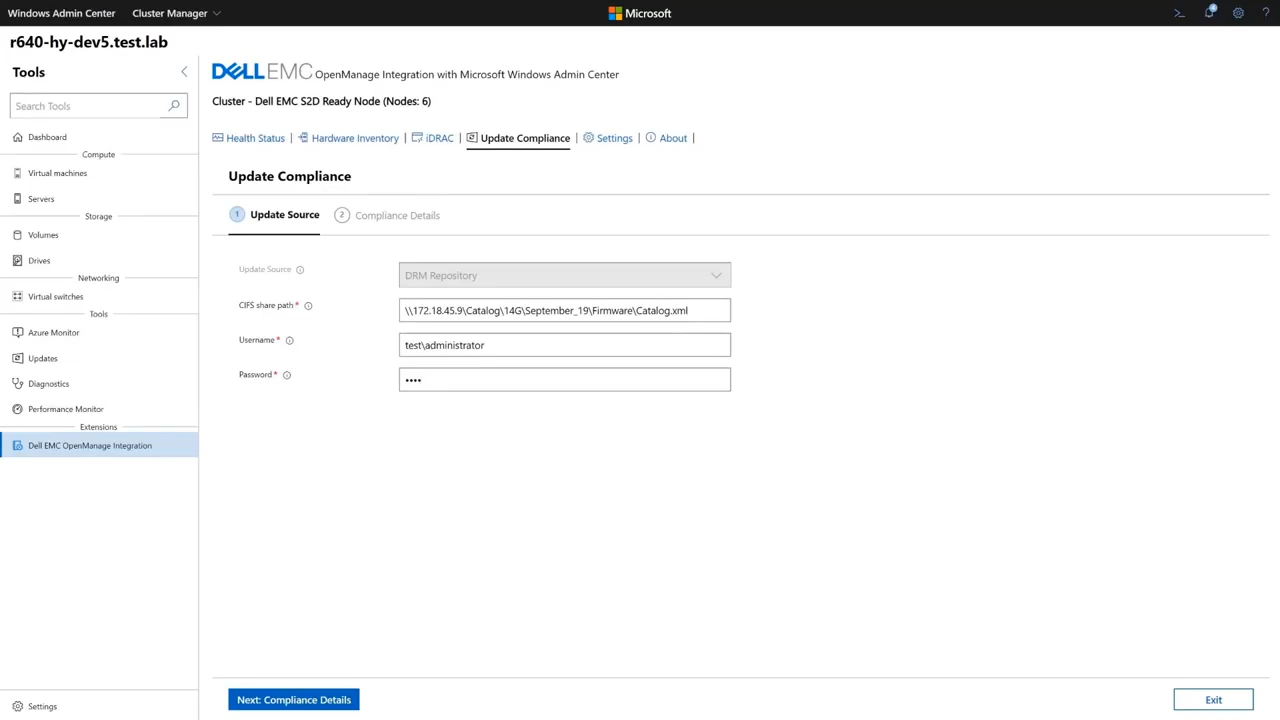 Windows Admin Center Cluster Manager Microsoft
r640-hy-dev5.test.lab
Tools
Search Tools
Dashboard
Compute
Virtual machines
Servers
Storage
Volumes
Drives
Networking
Virtual switches
Tools
Azure Monitor
Updates
Diagnostics
Performance Monitor
Extensions
Dell EMC OpenManage Integration
Settings
DELLEMC OpenManage Integration with Microsoft Windows Admin Center
Cluster - Dell EMC S2D Ready Node (Nodes: 6)
Health Status | Hardware Inventory | iDRAC | Update Compliance | Settings | About |
Update Compliance
1 Update Source 2 Compliance Details
Update Source DRM Repository
CIFS share path * \\172.18.45.9\Catalog\14G\September_19\Firmware\Catalog.xml
Username * test\administrator
Password * ••••
Next: Compliance Details Exit